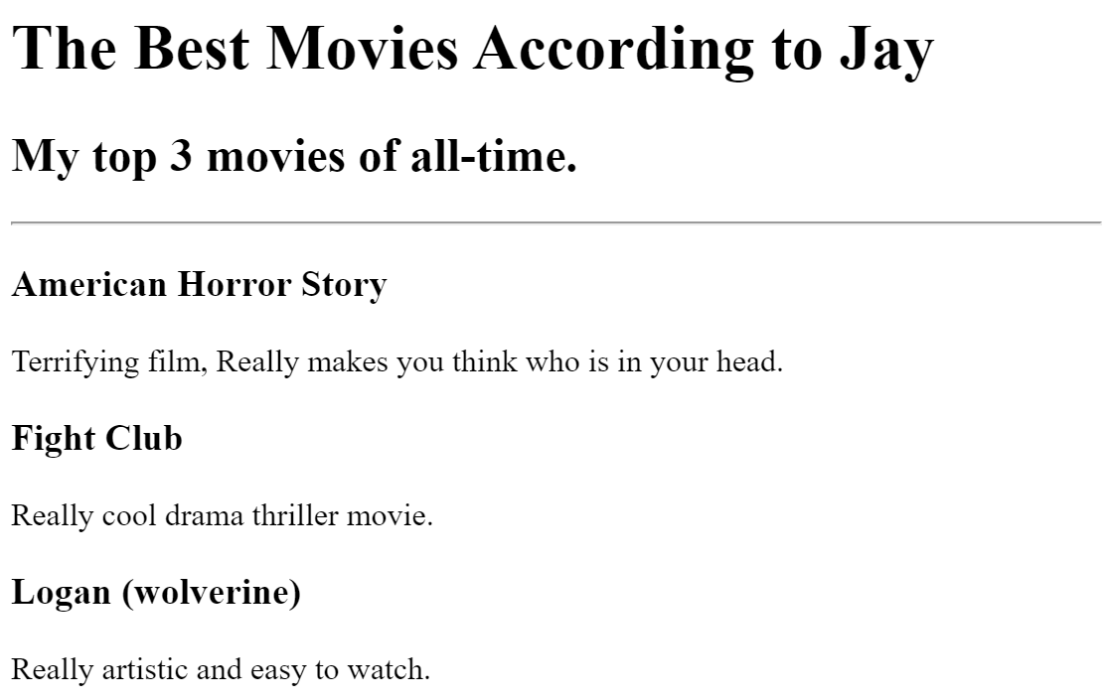 The Best Movies According to Jay
My top 3 movies of all-time.
American Horror Story
Terrifying film, Really makes you think who is in your head.
Fight Club
Really cool drama thriller movie.
Logan (wolverine)
Really artistic and easy to watch.